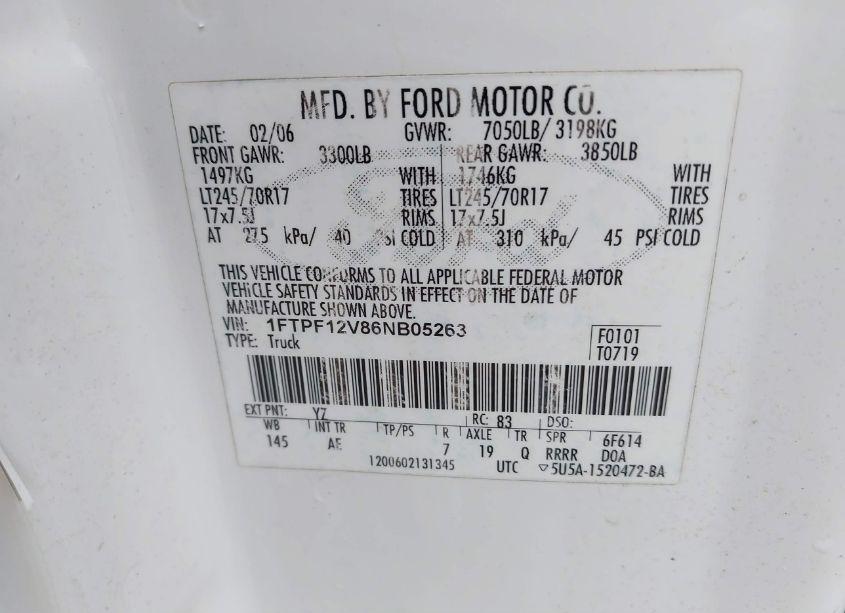 MFD. BY FORD MOTOR CO.
DATE: 02/06 GVWR: 7050LB/ 3198KG
FRONT GAWR: 3300LB REAR GAWR: 3850LB
1497KG WITH 1746KG WITH
LT245/70R17 TIRES LT245/70R17 TIRES
17x7.5J RIMS 17x7.5J RIMS
AT 275 kPa/ 40 PSI COLD AT 310 kPa/ 45 PSI COLD
THIS VEHICLE CONFORMS TO ALL APPLICABLE FEDERAL MOTOR
VEHICLE SAFETY STANDARDS IN EFFECT ON THE DATE OF
MANUFACTURE SHOWN ABOVE.
VIN: 1FTPF12V86NB05263
TYPE: Truck
F0101
T0719
EXT PNT: YZ RC: 83 DSO:
WB INT TR TP/PS R AXLE TR SPR 6F614
145 AE 7 19 Q RRRR DOA
1200602131345 UTC ▽5U5A-1520472-BA